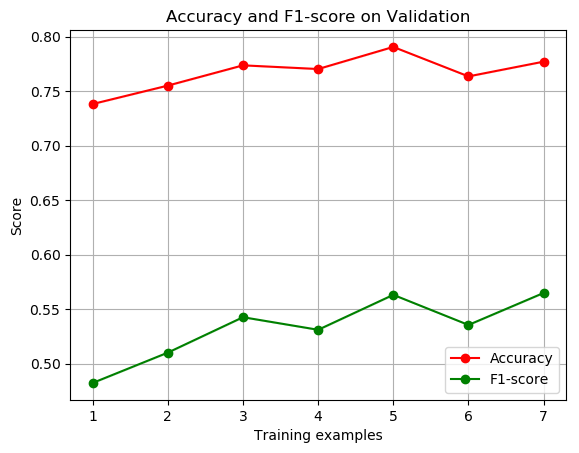 Accuracy and F1-score on Validation
0.80
0.75
0.70
0.65
0.60
0.55
0.50
Score
1 2 3 4 5 6 7
Training examples
Accuracy
F1-score